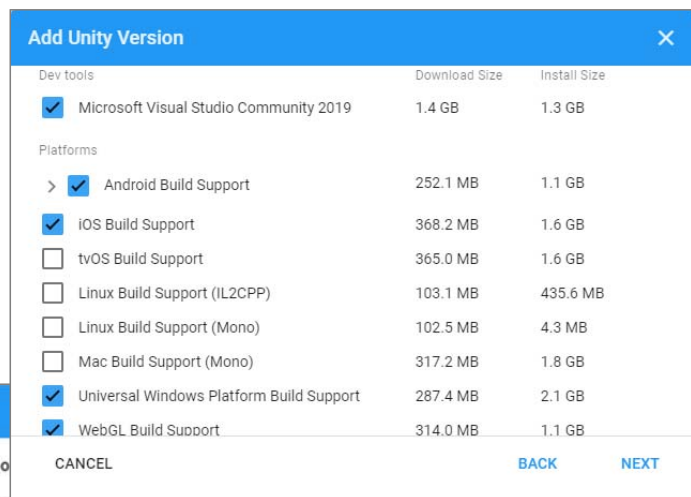 Add Unity Version
Dev tools Download Size Install Size
Microsoft Visual Studio Community 2019 1.4 GB 1.3 GB
Platforms
Android Build Support 252.1 MB 1.1 GB
iOS Build Support 368.2 MB 1.6 GB
tvOS Build Support 365.0 MB 1.6 GB
Linux Build Support (IL2CPP) 103.1 MB 435.6 MB
Linux Build Support (Mono) 102.5 MB 4.3 MB
Mac Build Support (Mono) 317.2 MB 1.8 GB
Universal Windows Platform Build Support 287.4 MB 2.1 GB
WebGL Build Support 314.0 MB 1.1 GB
CANCEL BACK NEXT